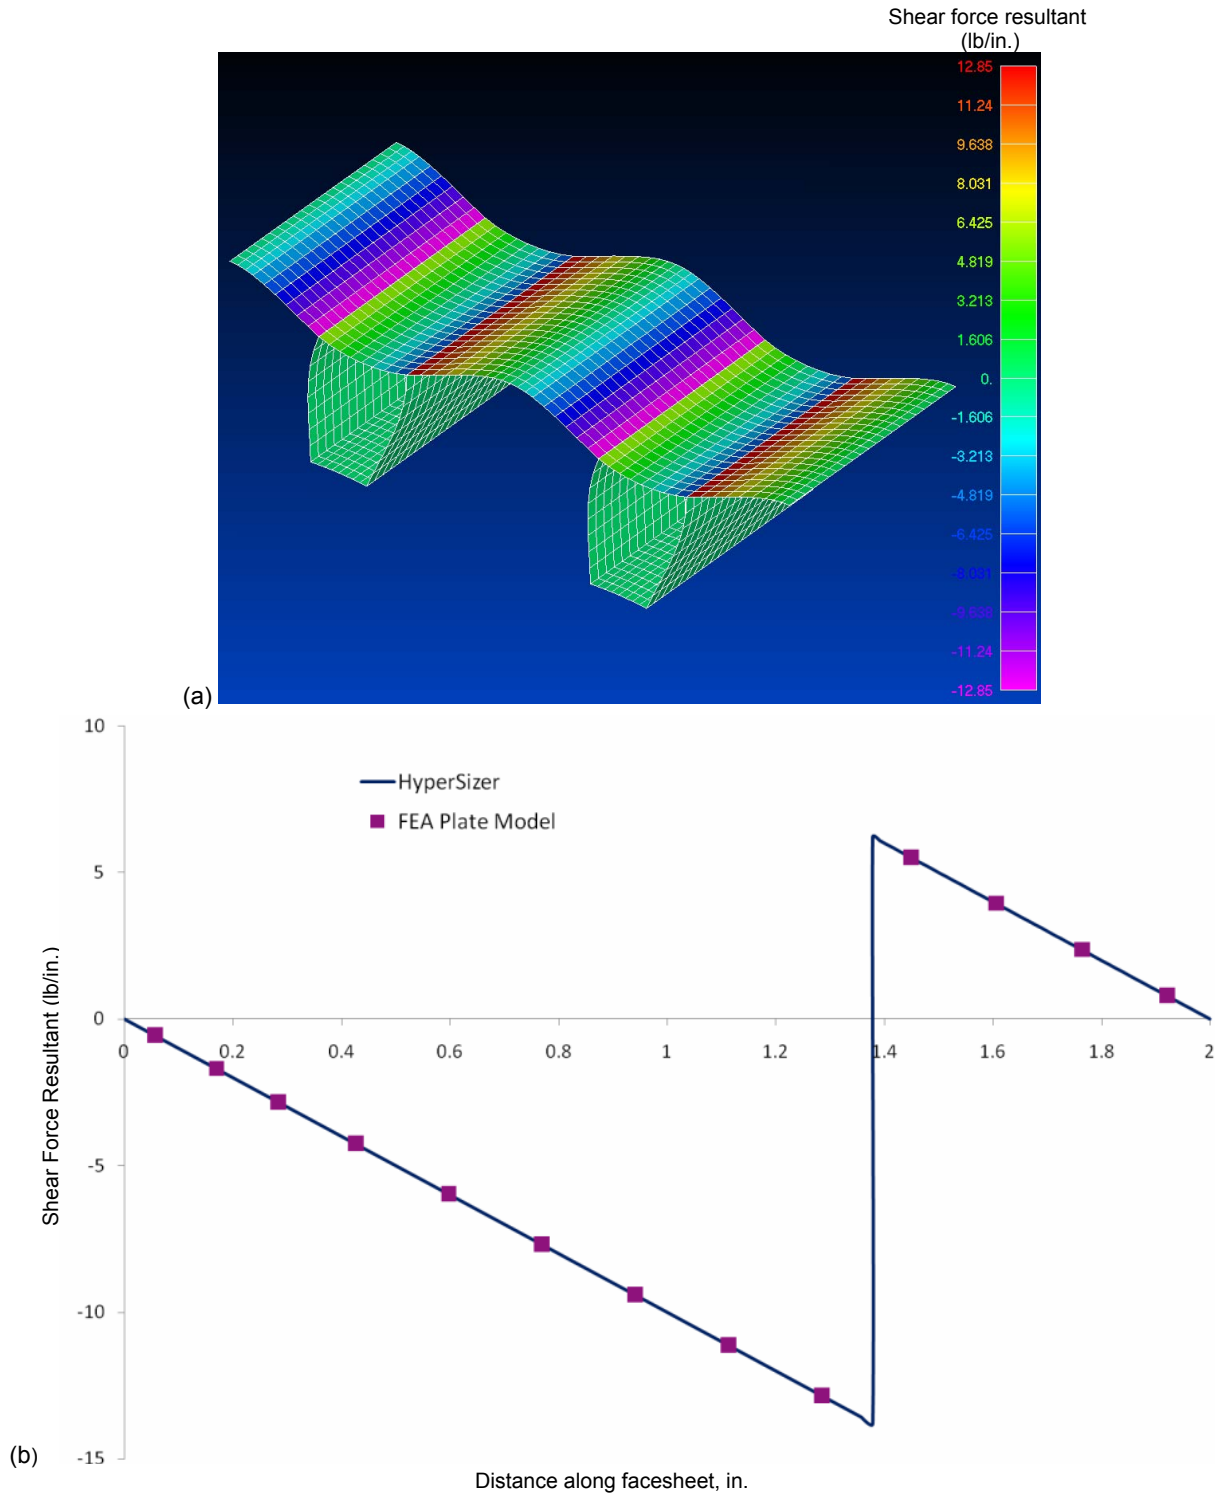 Shear force resultant
(lb/in.)
12.85
11.24
9.638
8.031
6.425
4.819
3.213
1.606
0.
-1.606
-3.213
-4.819
-6.425
-8.031
-9.638
-11.24
-12.85
(a)
10
HyperSizer
FEA Plate Model
5
Shear Force Resultant (lb/in.)
0
0 0.2 0.4 0.6 0.8 1 1.2 1.4 1.6 1.8 2
-5
-10
(b)
-15
Distance along facesheet, in.